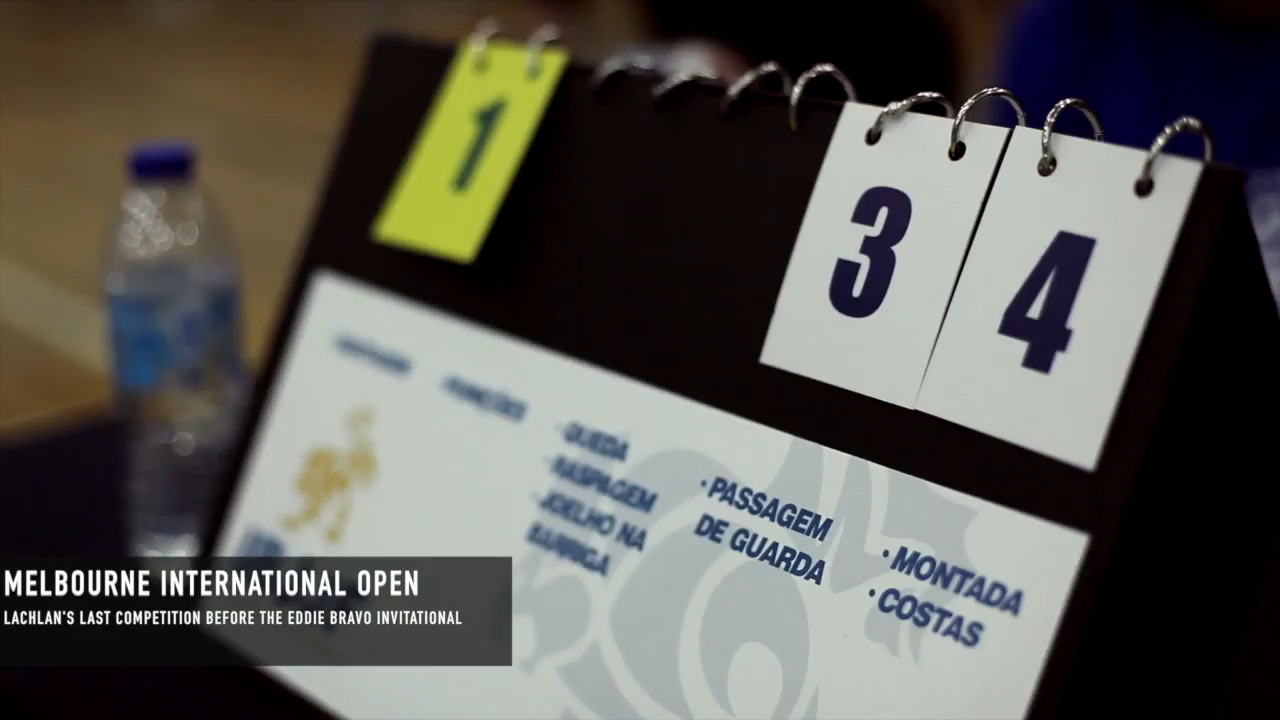 1
3 4
PUNIÇÕES
·QUEDA
·RASPAGEM
·JOELHO NA
BARRIGA
·PASSAGEM
DE GUARDA
·MONTADA
·COSTAS
MELBOURNE INTERNATIONAL OPEN
LACHLAN'S LAST COMPETITION BEFORE THE EDDIE BRAVO INVITATIONAL